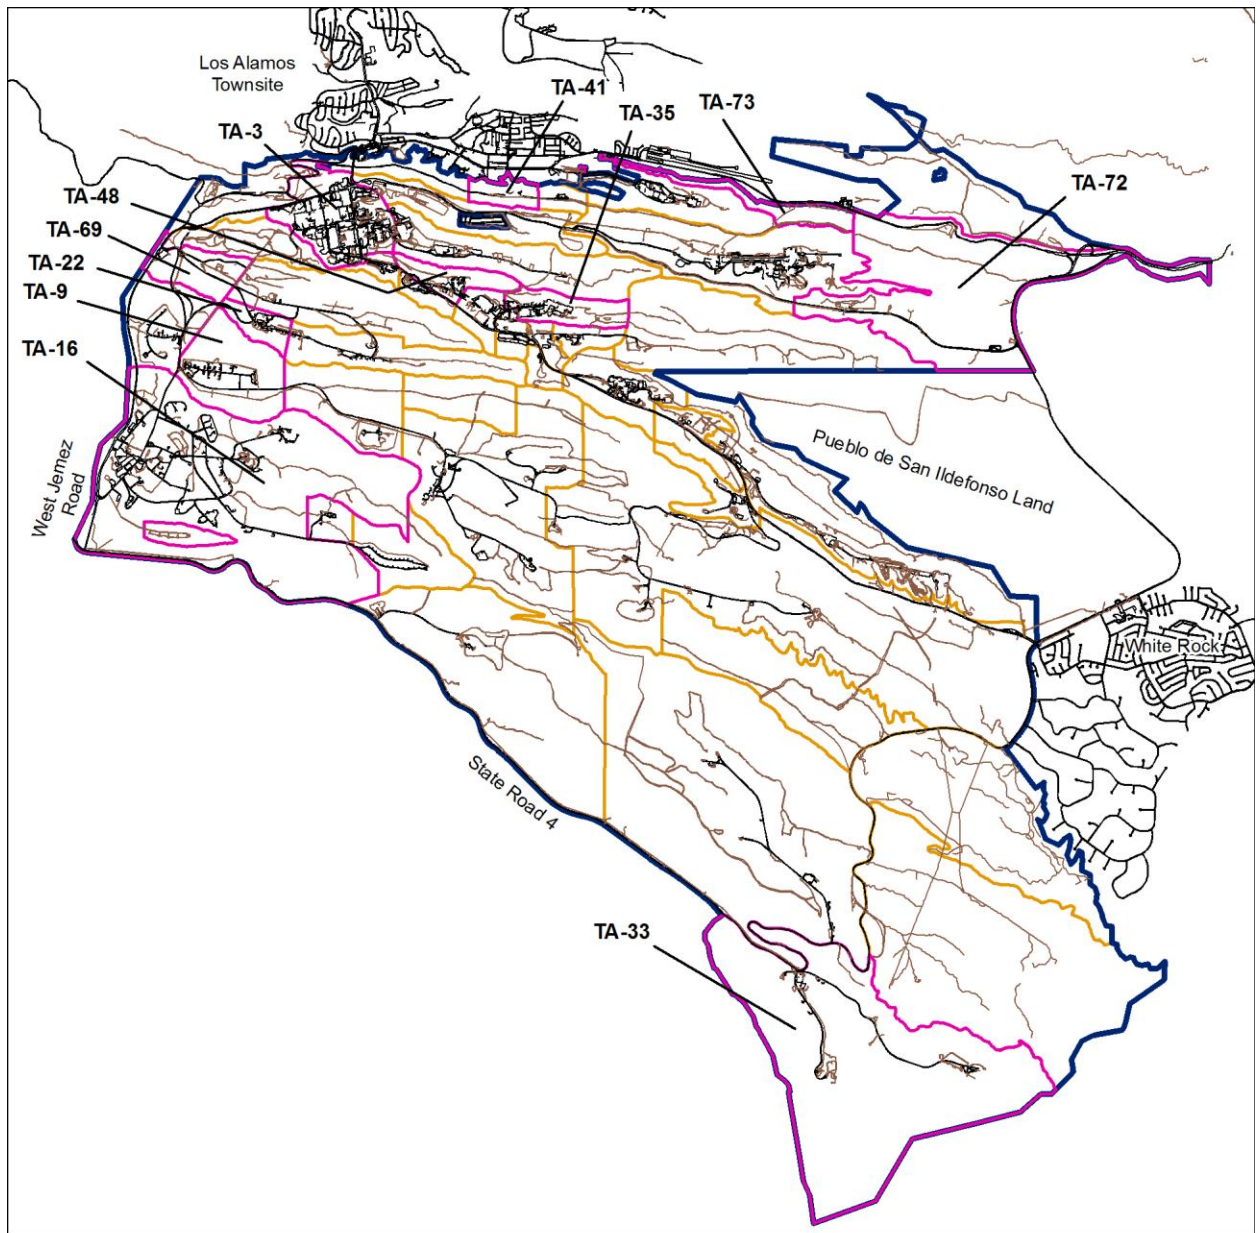 Los Alamos
Townsite
TA-41
TA-35
TA-73
TA-3
TA-72
TA-48
TA-69
TA-22
TA-9
TA-16
West Jemez
Road
Pueblo de San Ildefonso Land
White Rock
State Road 4
TA-33